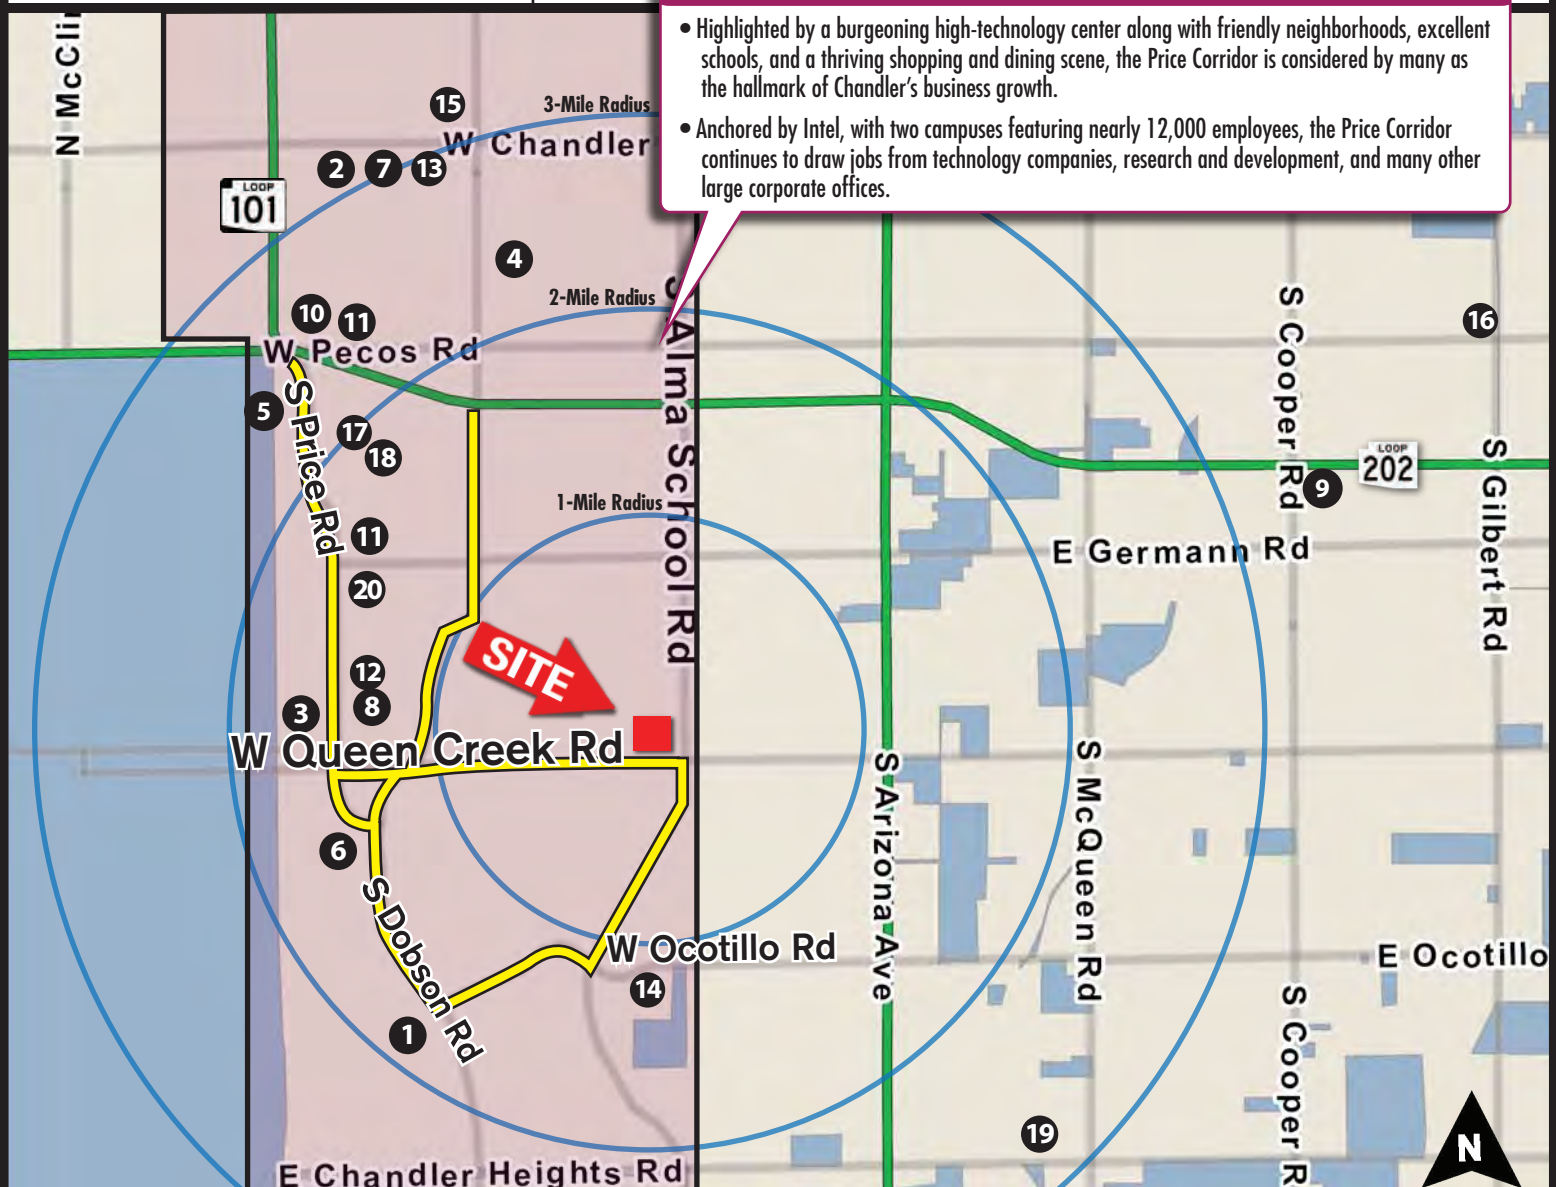 • Highlighted by a burgeoning high-technology center along with friendly neighborhoods, excellent
schools, and a thriving shopping and dining scene, the Price Corridor is considered by many as
the hallmark of Chandler's business growth.
• Anchored by Intel, with two campuses featuring nearly 12,000 employees, the Price Corridor
continues to draw jobs from technology companies, research and development, and many other
large corporate offices.
N McClin
15
3-Mile Radius
W Chandler
2
7
13
LOOP
101
4
2-Mile Radius
10
11
W Pecos Rd
S Alma School Rd
S Cooper Rd
16
5
S Price Rd
17
18
LOOP
202
9
S Gilbert Rd
1-Mile Radius
11
E Germann Rd
20
SITE
12
8
3
W Queen Creek Rd
S Arizona Ave
S McQueen Rd
6
S Dobson Rd
W Ocotillo Rd
E Ocotillo
14
1
S Cooper R
19
N
E Chandler Heights Rd